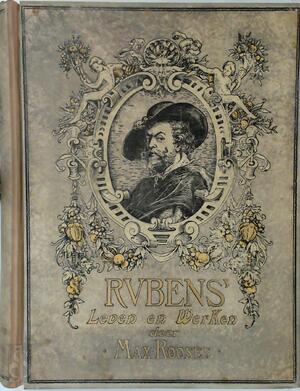 RVBENS'
Leven en Werken
door
MAX ROOSES